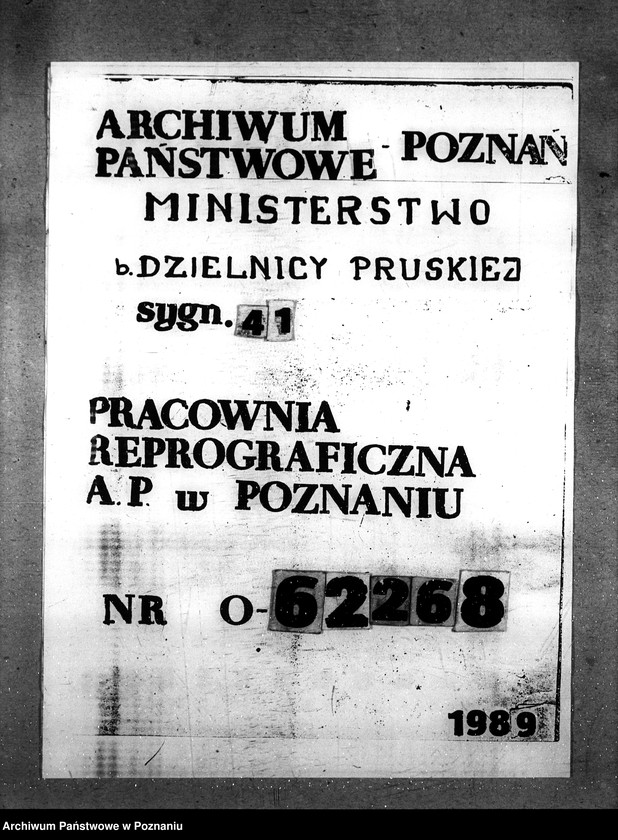 ARCHIWUM
PAŃSTWOWE - POZNAŃ
MINISTERSTWO
b. DZIELNICY PRUSKIEJ
sygn. 41
PRACOWNIA
REPROGRAFICZNA
A.P. w POZNANIU
NR O-62268
1989
Archiwum Państwowe w Poznaniu